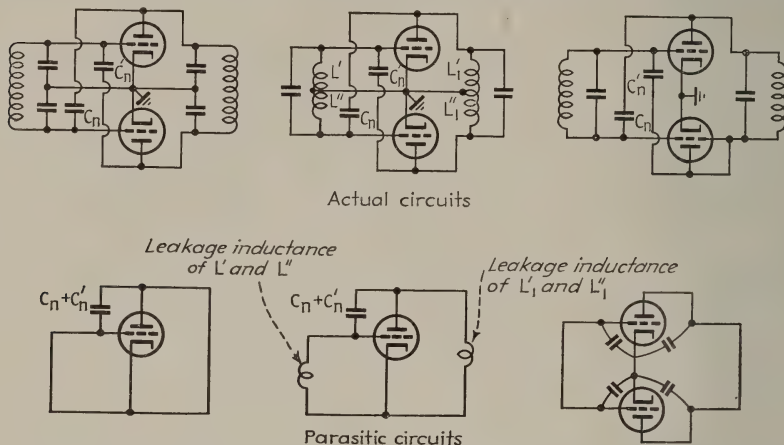 C'n
Cn
L'
L"
C'n
Cn
L'1
L"1
C'n
Cn
Actual circuits
Leakage inductance
of L' and L"
Leakage inductance
of L'1 and L"1
Cn+C'n
Cn+C'n
Parasitic circuits